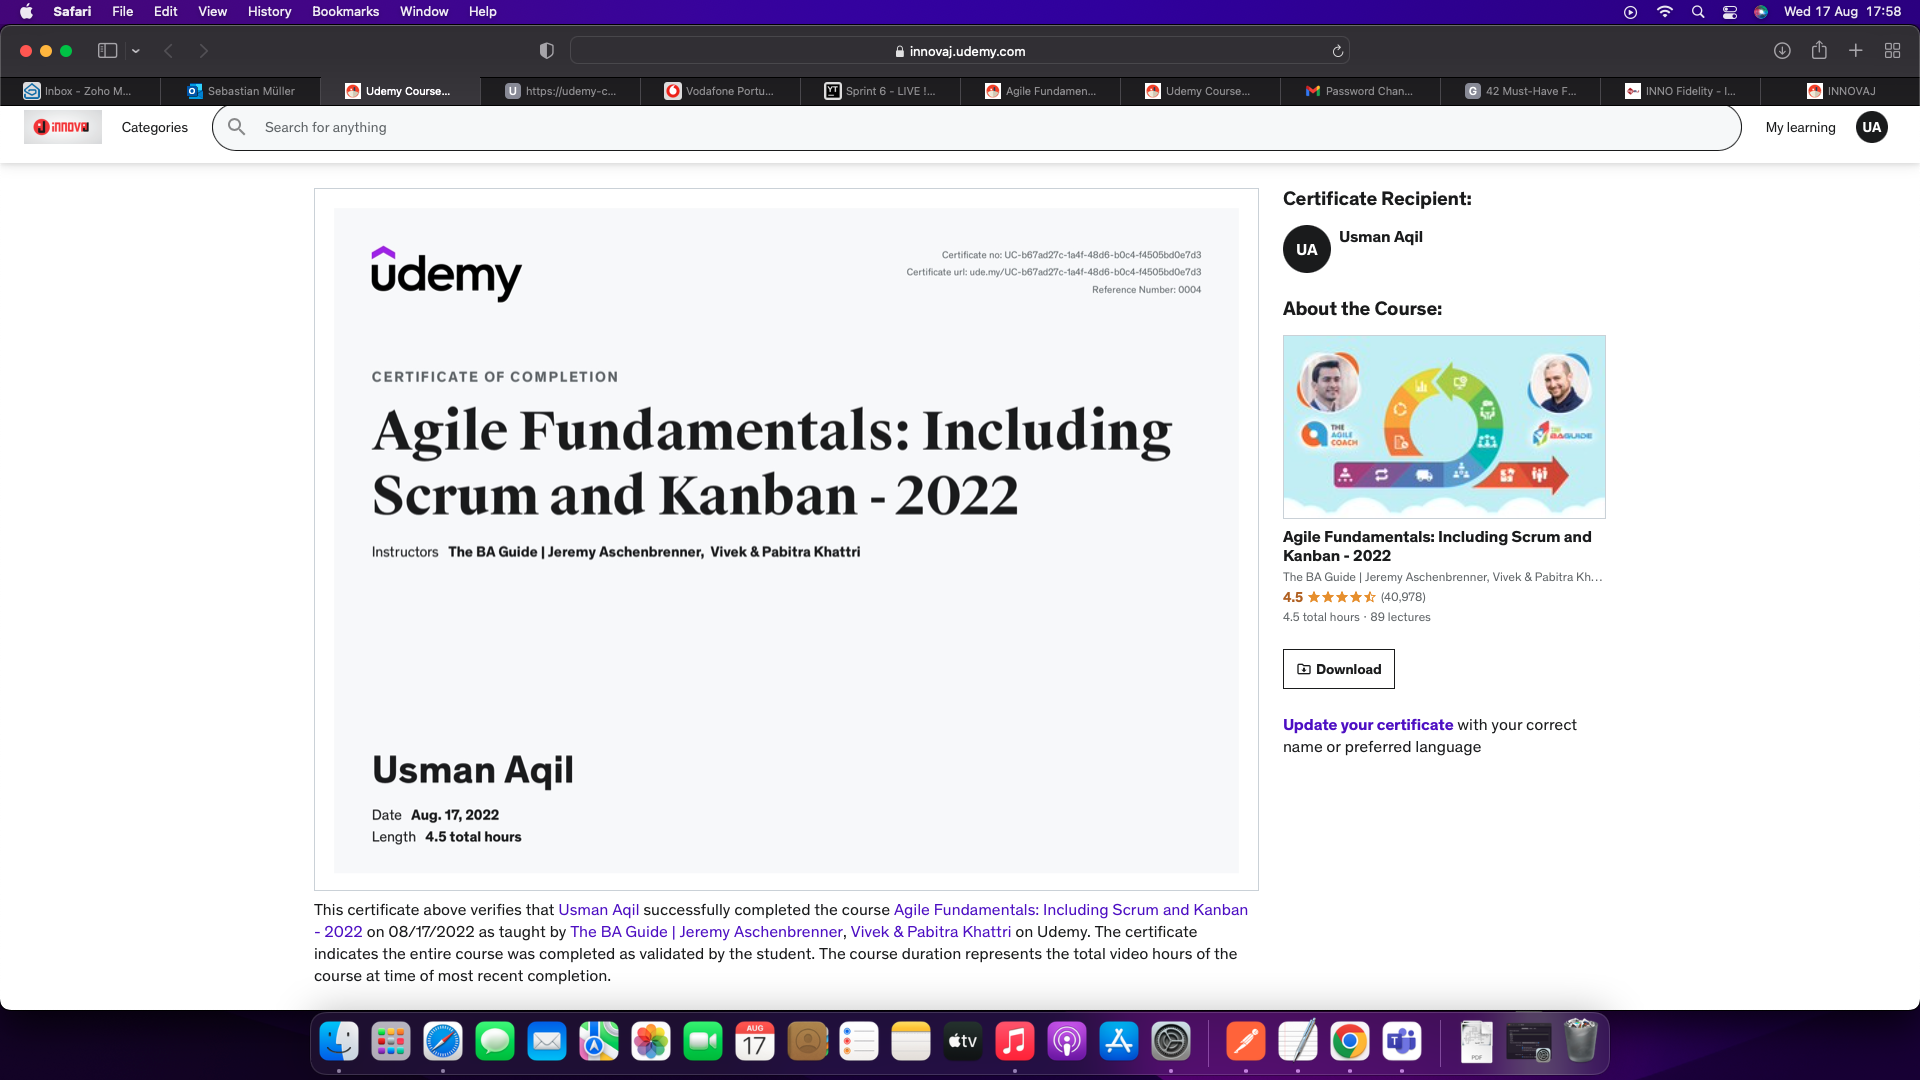 Safari File Edit View History Bookmarks Window Help Wed 17 Aug 17:58
innovaj.udemy.com
Inbox - Zoho M... Sebastian Müller Udemy Course... https://udemy-c... Vodafone Portu... Sprint 6 - LIVE !... Agile Fundamen... Udemy Course... Password Chan... 42 Must-Have F... INNO Fidelity - I... INNOVAJ
Categories Search for anything My learning UA
udemy
Certificate no: UC-b67ad27c-1a4f-48d6-b0c4-f4505bd0e7d3
Certificate url: ude.my/UC-b67ad27c-1a4f-48d6-b0c4-f4505bd0e7d3
Reference Number: 0004
CERTIFICATE OF COMPLETION
Agile Fundamentals: Including
Scrum and Kanban - 2022
Instructors The BA Guide | Jeremy Aschenbrenner, Vivek & Pabitra Khattri
Usman Aqil
Date Aug. 17, 2022
Length 4.5 total hours
This certificate above verifies that Usman Aqil successfully completed the course Agile Fundamentals: Including Scrum and Kanban
- 2022 on 08/17/2022 as taught by The BA Guide | Jeremy Aschenbrenner, Vivek & Pabitra Khattri on Udemy. The certificate
indicates the entire course was completed as validated by the student. The course duration represents the total video hours of the
course at time of most recent completion.
Certificate Recipient:
UA Usman Aqil
About the Course:
THE
AGILE
COACH
THE
BAGUIDE
Agile Fundamentals: Including Scrum and
Kanban - 2022
The BA Guide | Jeremy Aschenbrenner, Vivek & Pabitra Kh...
4.5 (40,978)
4.5 total hours · 89 lectures
Download
Update your certificate with your correct
name or preferred language
AUG
17
tv
PDF